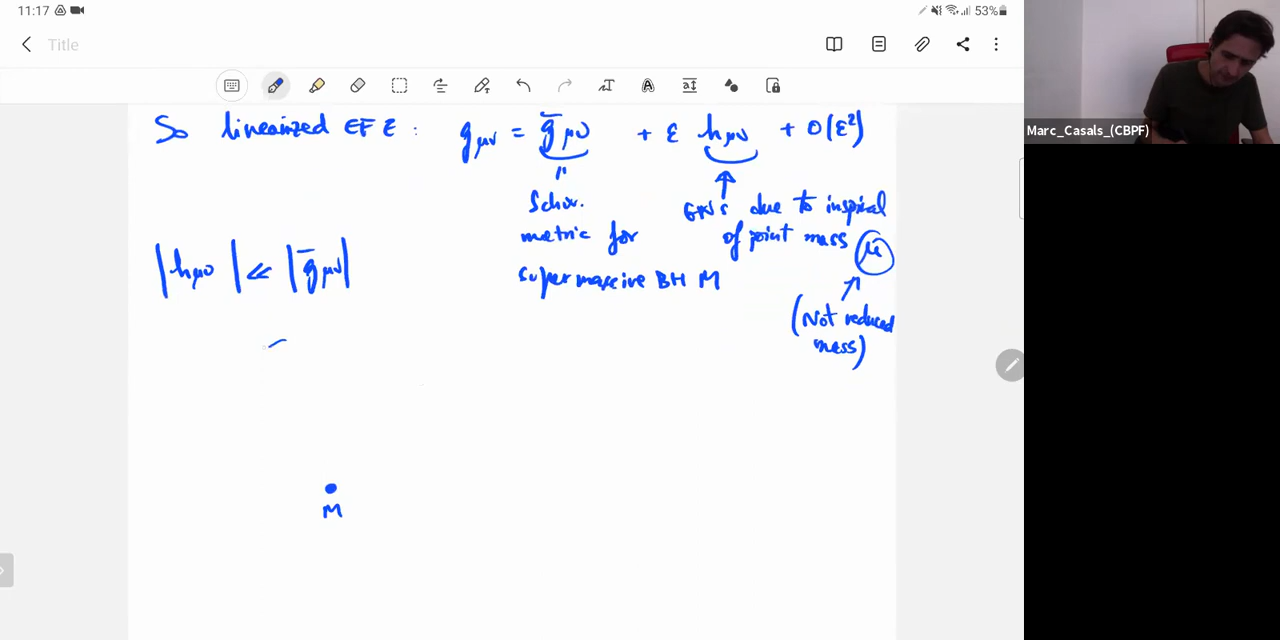 11:17
53%
Title
So linearized EFE : gμν = ḡμν + ε hμν + O(ε²)
"
Schw.
metric for
supermassive BH M
GWs due to inspiral
of point mass μ
(Not reduced
mass)
|hμν| ≪ |ḡμν|
M
Marc_Casals_(CBPF)